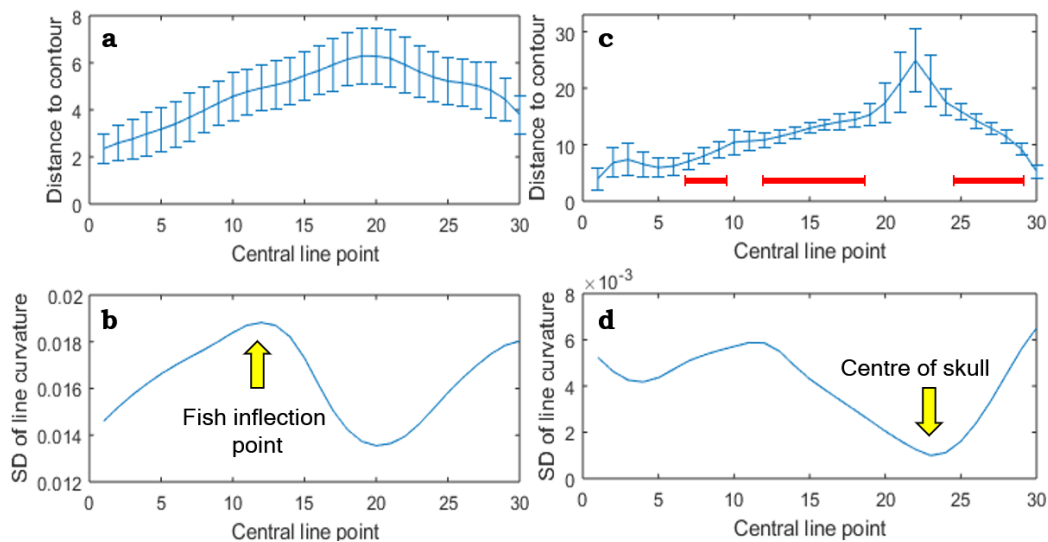 a
Distance to contour
8
6
4
2
0
0 5 10 15 20 25 30
Central line point
c
Distance to contour
30
20
10
0
0 5 10 15 20 25 30
Central line point
b
SD of line curvature
0.02
0.018
0.016
0.014
0.012
Fish inflection
point
0 5 10 15 20 25 30
Central line point
d
SD of line curvature
×10⁻³
8
6
4
2
0
Centre of skull
0 5 10 15 20 25 30
Central line point